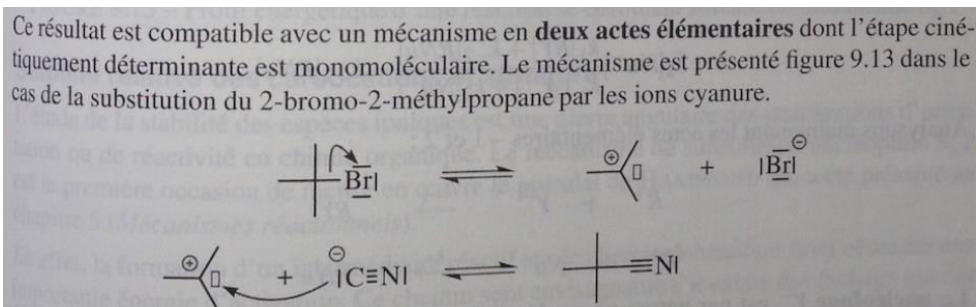 Ce résultat est compatible avec un mécanisme en deux actes élémentaires dont l'étape ciné-
tiquement déterminante est monomoléculaire. Le mécanisme est présenté figure 9.13 dans le
cas de la substitution du 2-bromo-2-méthylpropane par les ions cyanure.
Br| ⇌ ⊕ + |Br| ⊖
⊕ + |C≡N| ⊖ ⇌ ≡N|